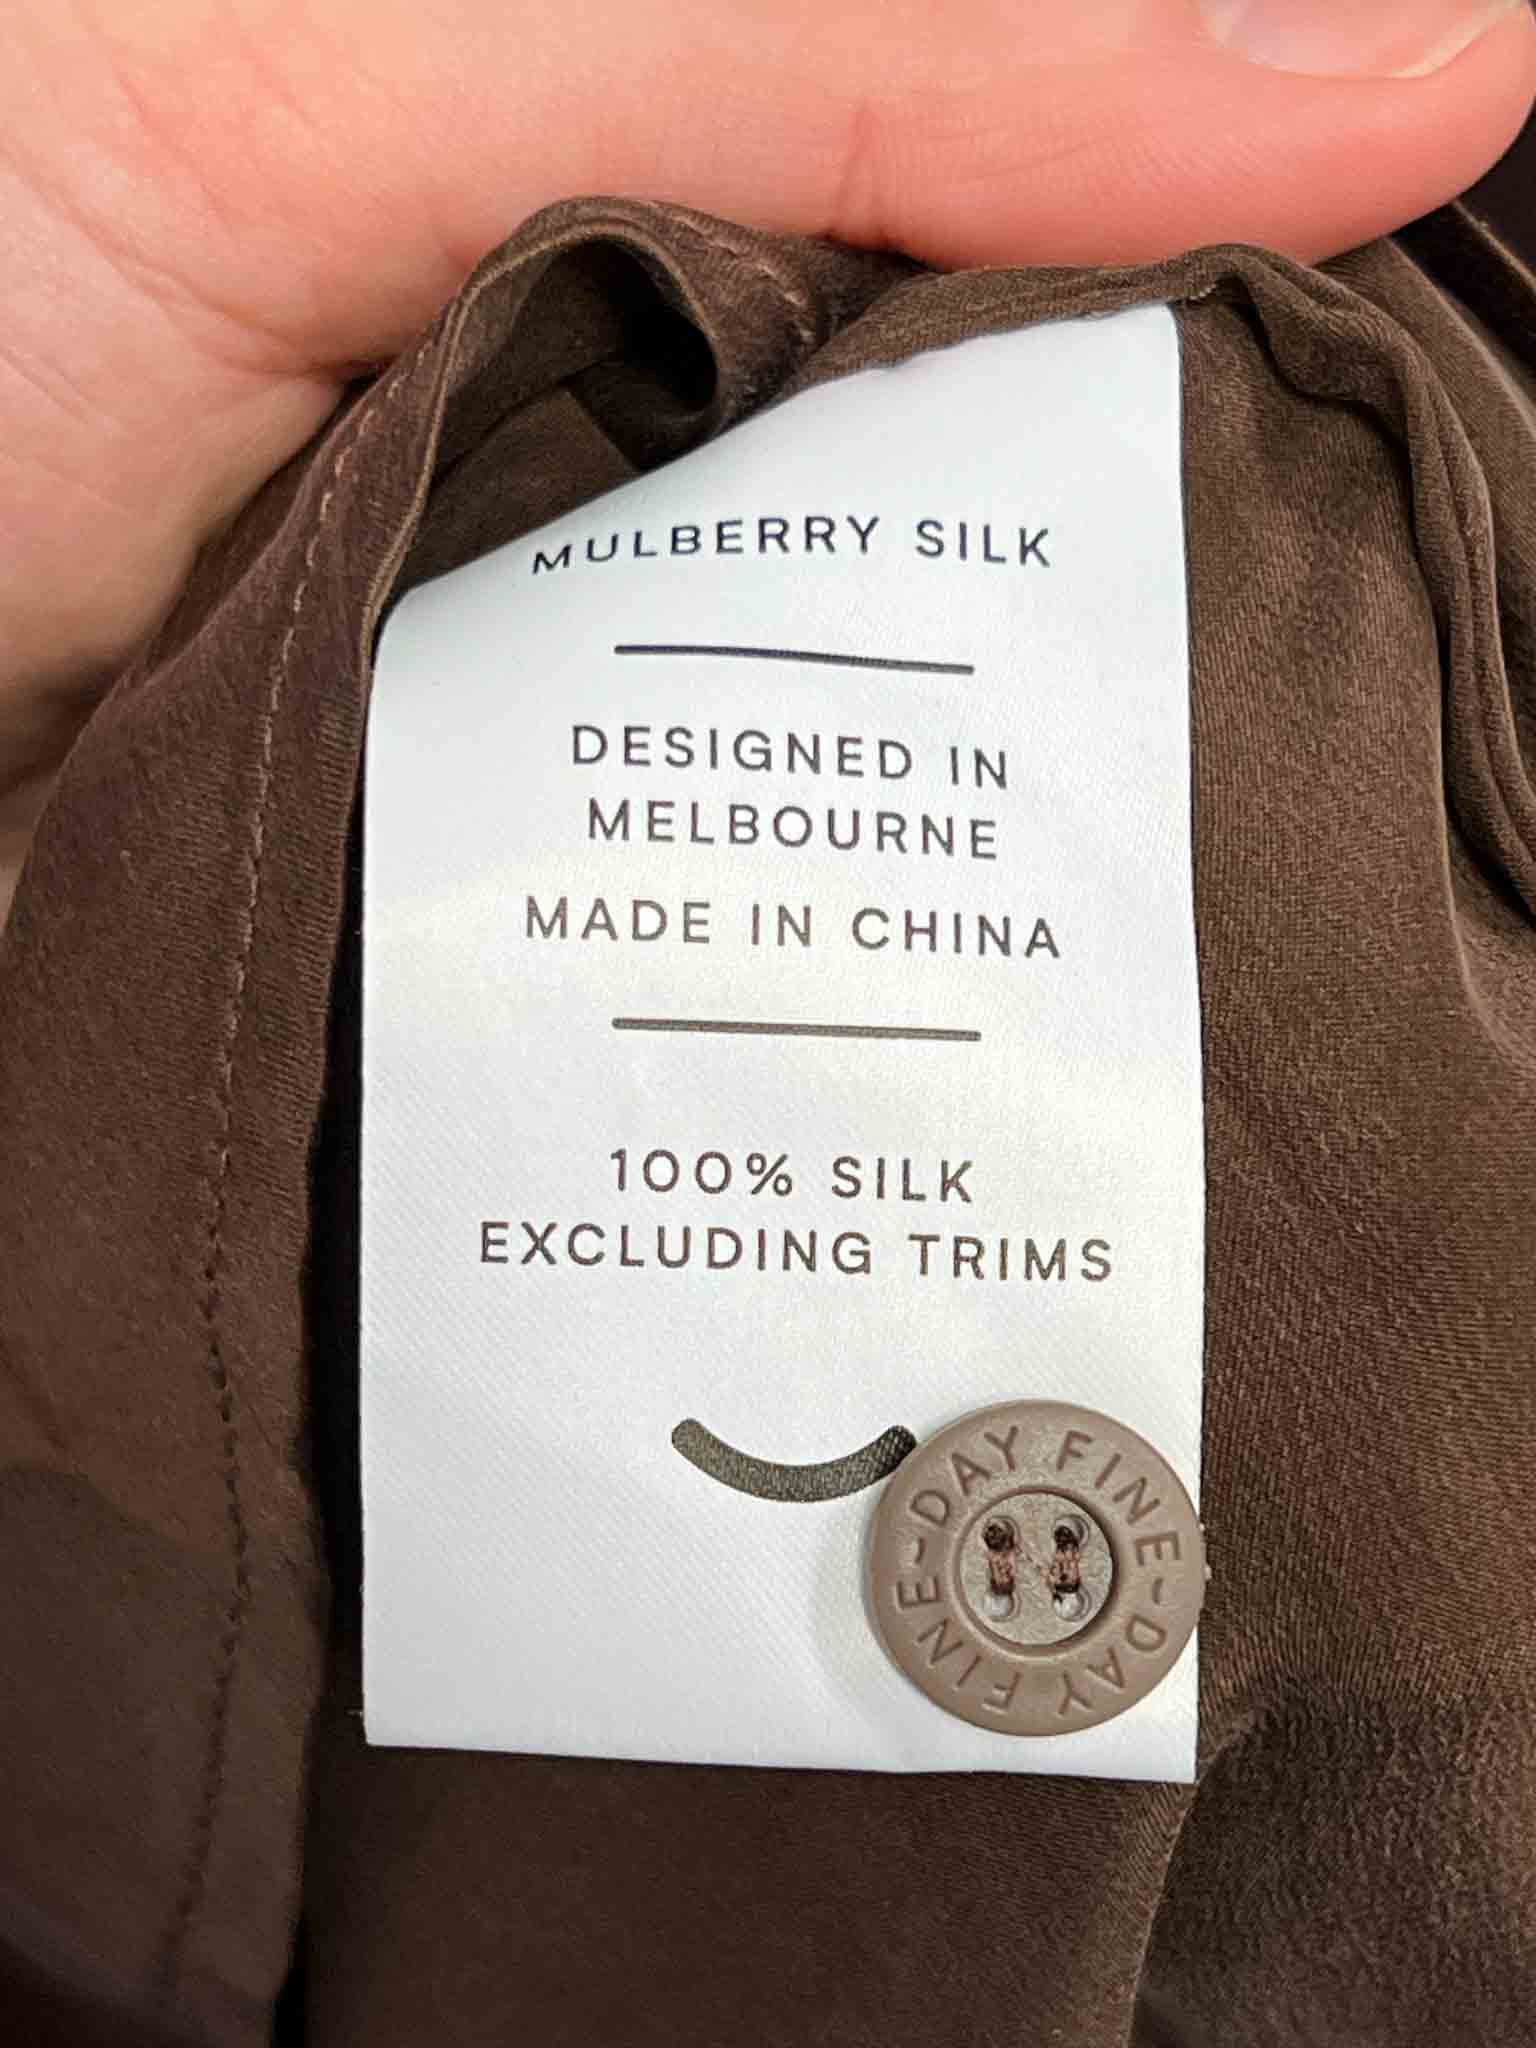 MULBERRY SILK
DESIGNED IN
MELBOURNE
MADE IN CHINA
100% SILK
EXCLUDING TRIMS
FINE-DAY FINE-DAY